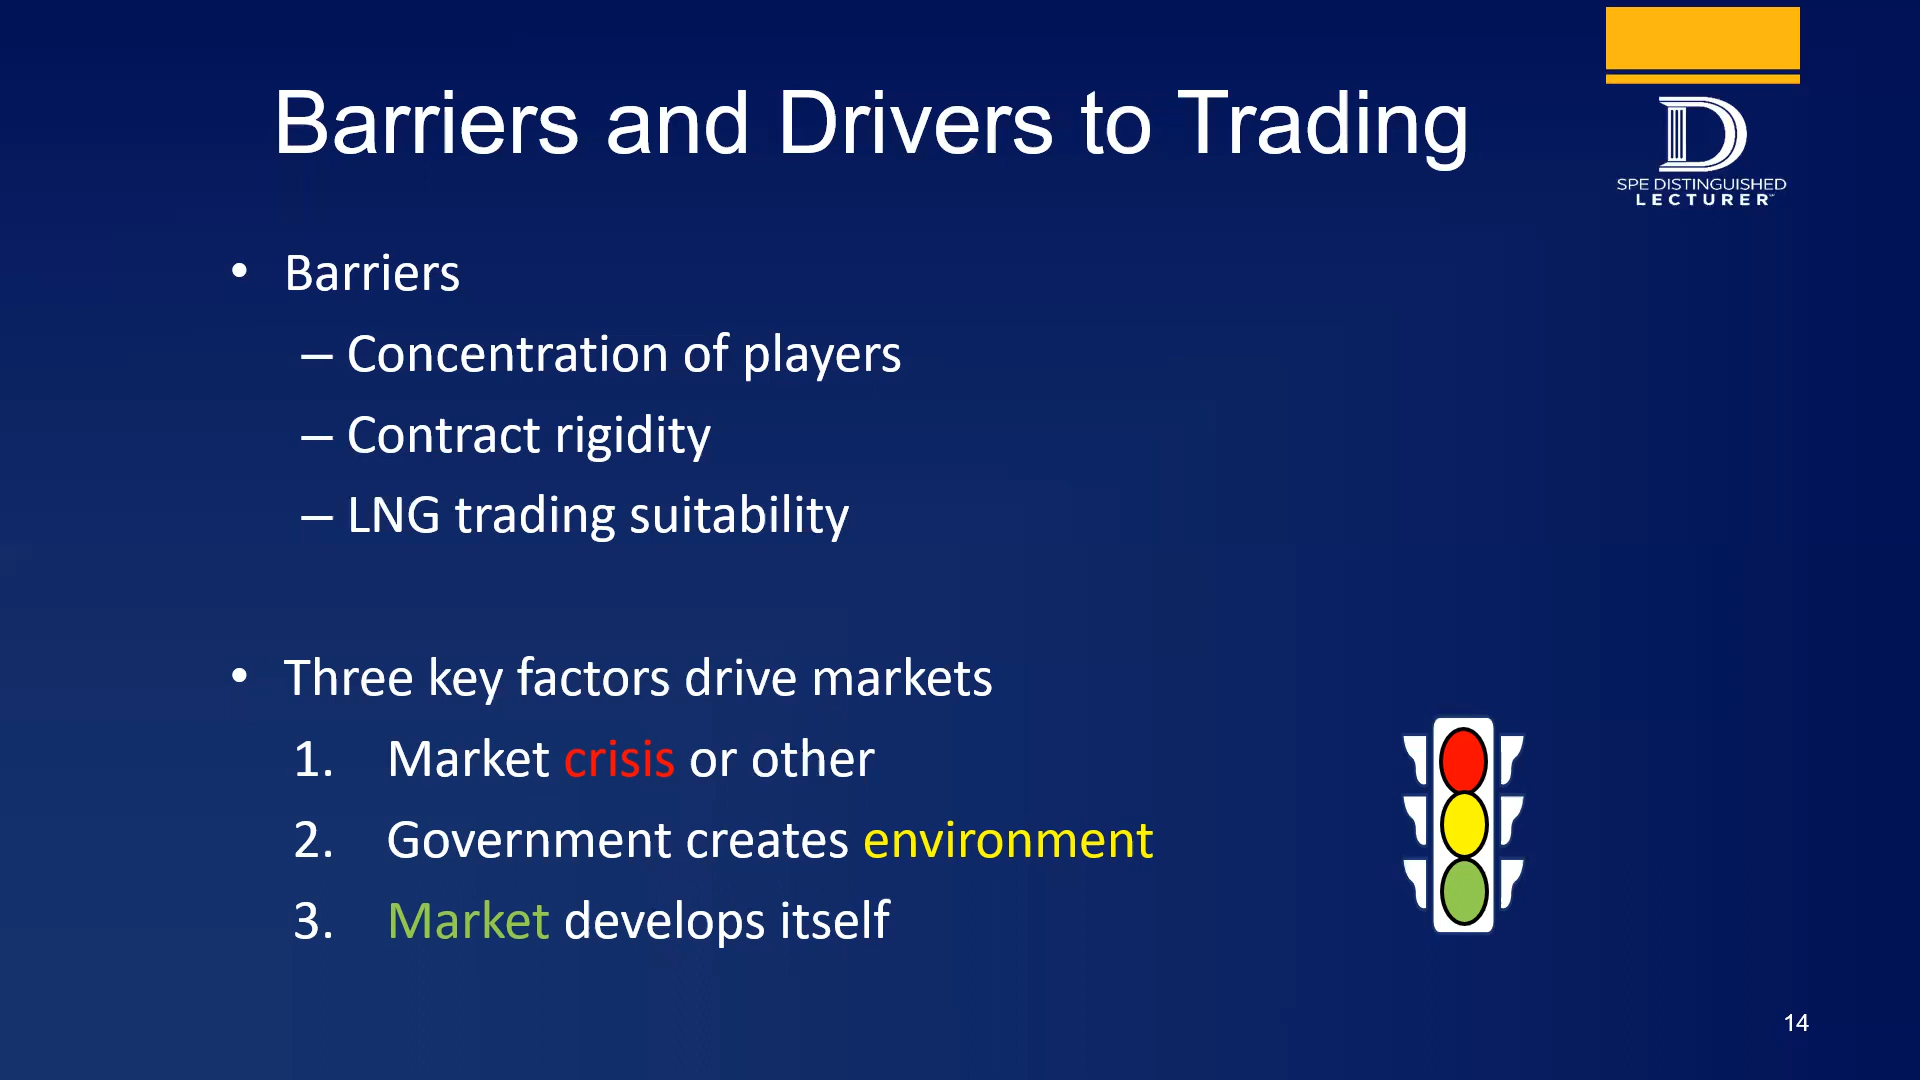 Barriers and Drivers to Trading
SPE DISTINGUISHED
LECTURER
• Barriers
– Concentration of players
– Contract rigidity
– LNG trading suitability
• Three key factors drive markets
1. Market crisis or other
2. Government creates environment
3. Market develops itself
14